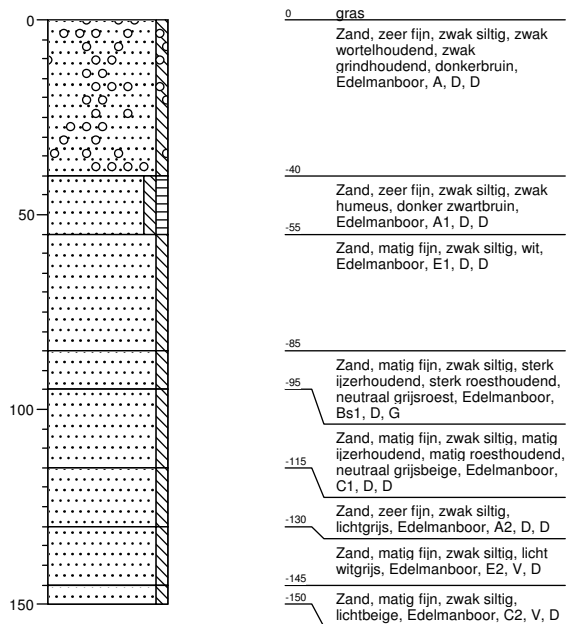 0
50
100
150
0 gras
Zand, zeer fijn, zwak siltig, zwak
wortelhoudend, zwak
grindhoudend, donkerbruin,
Edelmanboor, A, D, D
-40
Zand, zeer fijn, zwak siltig, zwak
humeus, donker zwartbruin,
Edelmanboor, A1, D, D
-55
Zand, matig fijn, zwak siltig, wit,
Edelmanboor, E1, D, D
-85
Zand, matig fijn, zwak siltig, sterk
ijzerhoudend, sterk roesthoudend,
neutraal grijsroest, Edelmanboor,
Bs1, D, G
-95
Zand, matig fijn, zwak siltig, matig
ijzerhoudend, matig roesthoudend,
neutraal grijsbeige, Edelmanboor,
C1, D, D
-115
Zand, zeer fijn, zwak siltig,
lichtgrijs, Edelmanboor, A2, D, D
-130
Zand, matig fijn, zwak siltig, licht
witgrijs, Edelmanboor, E2, V, D
-145
Zand, matig fijn, zwak siltig,
lichtbeige, Edelmanboor, C2, V, D
-150